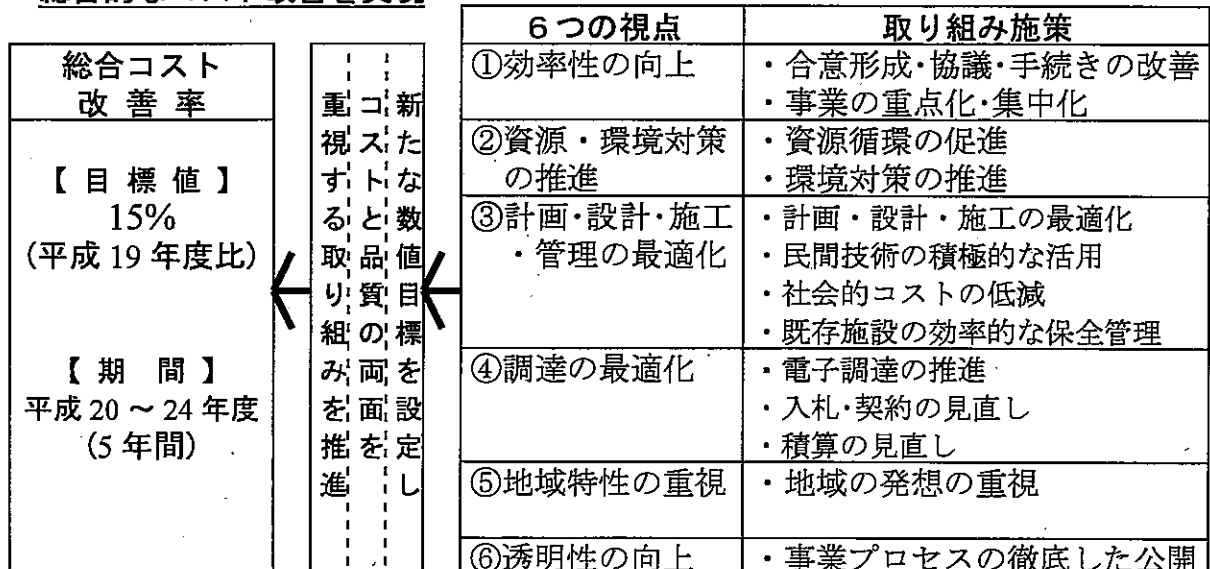 総合コスト
改善率
【目標値】
15%
(平成 19 年度比)
【期 間】
平成 20 ～ 24 年度
(5 年間)
新たな数値目標を設定し
コストと品質の両面を
重視する取り組みを推進
6つの視点 取り組み施策
①効率性の向上 ・合意形成・協議・手続きの改善
・事業の重点化・集中化
②資源・環境対策 ・資源循環の促進
の推進 ・環境対策の推進
③計画・設計・施工 ・計画・設計・施工の最適化
・管理の最適化 ・民間技術の積極的な活用
・社会的コストの低減
・既存施設の効率的な保全管理
④調達の最適化 ・電子調達の推進
・入札・契約の見直し
・積算の見直し
⑤地域特性の重視 ・地域の発想の重視
⑥透明性の向上 ・事業プロセスの徹底した公開